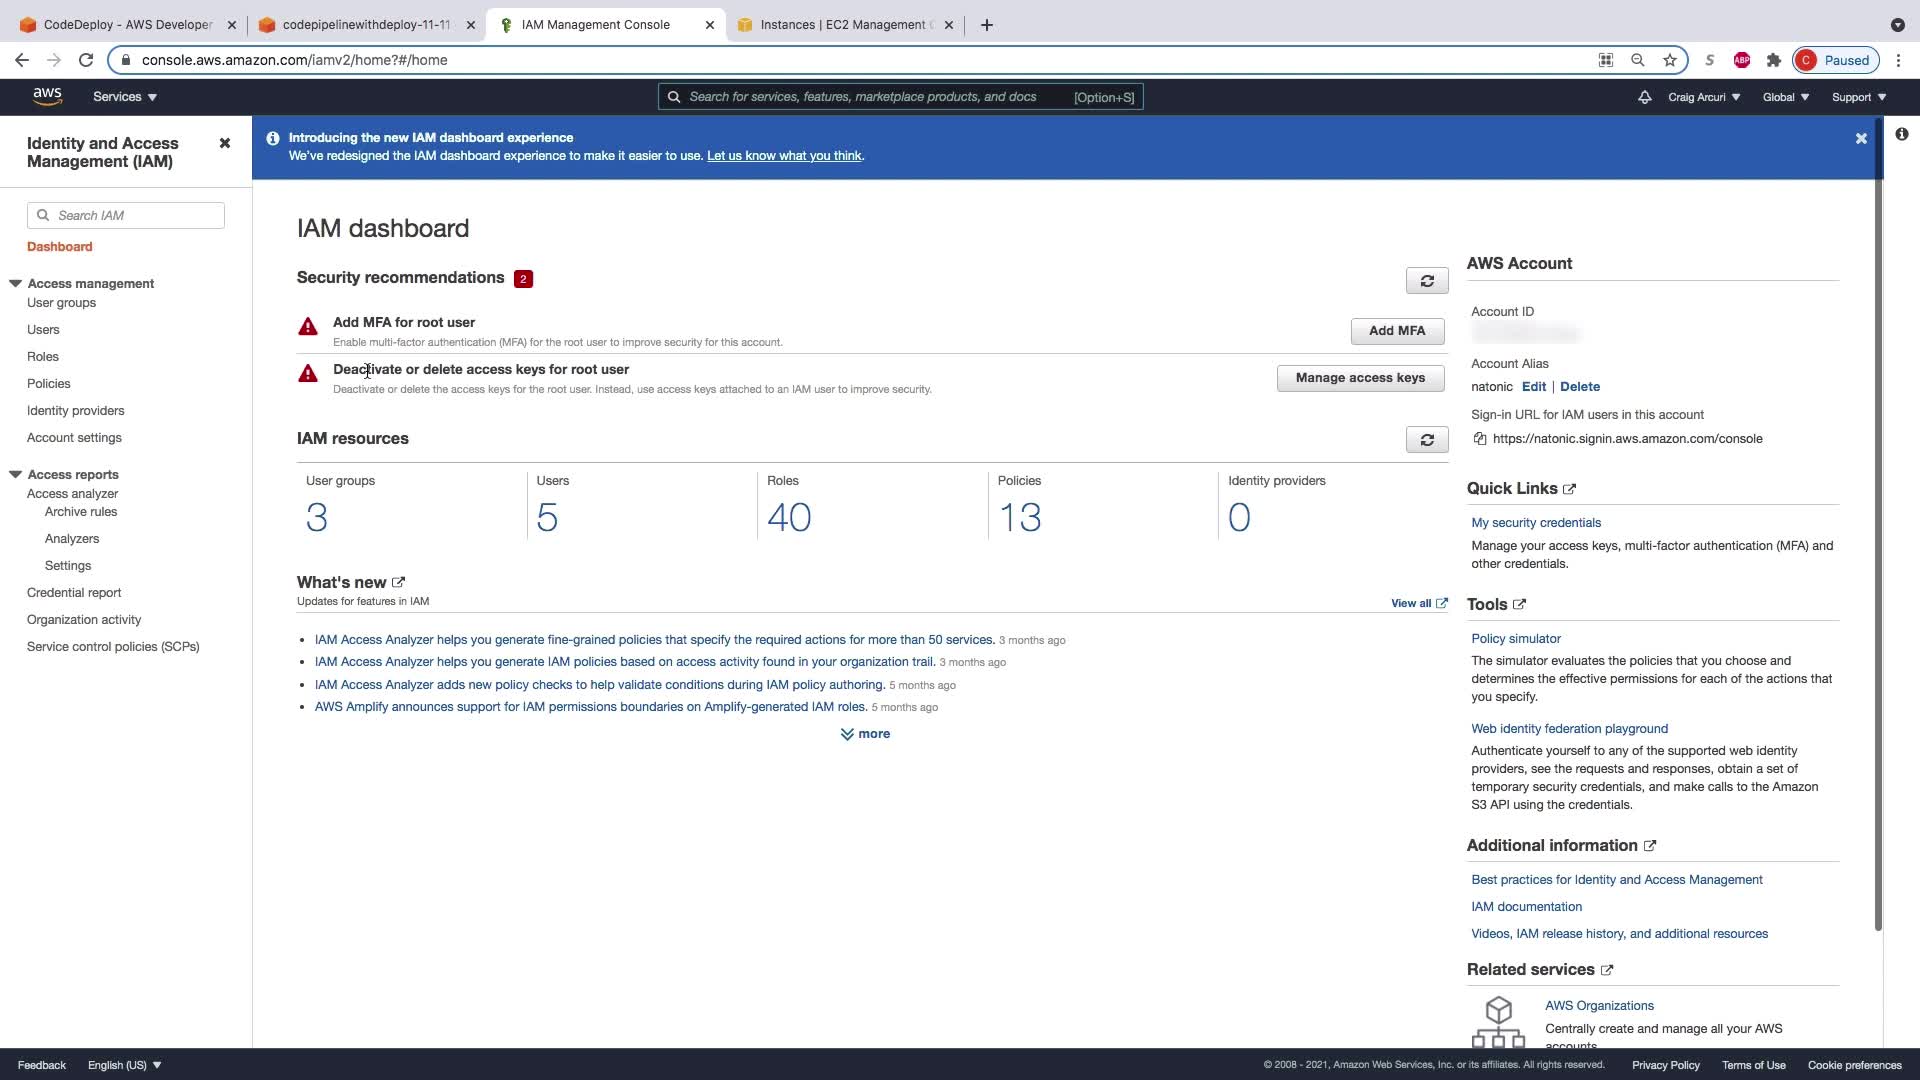 CodeDeploy - AWS Developer
codepipelinewithdeploy-11-11
IAM Management Console
Instances | EC2 Management
console.aws.amazon.com/iamv2/home?#/home
S
ABP
C
Paused
aws
Services
Search for services, features, marketplace products, and docs
[Option+S]
Craig Arcuri
Global
Support
Identity and Access
Management (IAM)
Search IAM
Dashboard
Access management
User groups
Users
Roles
Policies
Identity providers
Account settings
Access reports
Access analyzer
Archive rules
Analyzers
Settings
Credential report
Organization activity
Service control policies (SCPs)
Introducing the new IAM dashboard experience
We've redesigned the IAM dashboard experience to make it easier to use. Let us know what you think.
IAM dashboard
Security recommendations 2
Add MFA for root user
Enable multi-factor authentication (MFA) for the root user to improve security for this account.
Add MFA
Deactivate or delete access keys for root user
Deactivate or delete the access keys for the root user. Instead, use access keys attached to an IAM user to improve security.
Manage access keys
IAM resources
User groups
3
Users
5
Roles
40
Policies
13
Identity providers
0
What's new
Updates for features in IAM
View all
IAM Access Analyzer helps you generate fine-grained policies that specify the required actions for more than 50 services. 3 months ago
IAM Access Analyzer helps you generate IAM policies based on access activity found in your organization trail. 3 months ago
IAM Access Analyzer adds new policy checks to help validate conditions during IAM policy authoring. 5 months ago
AWS Amplify announces support for IAM permissions boundaries on Amplify-generated IAM roles. 5 months ago
more
AWS Account
Account ID
Account Alias
natonic Edit | Delete
Sign-in URL for IAM users in this account
https://natonic.signin.aws.amazon.com/console
Quick Links
My security credentials
Manage your access keys, multi-factor authentication (MFA) and
other credentials.
Tools
Policy simulator
The simulator evaluates the policies that you choose and
determines the effective permissions for each of the actions that
you specify.
Web identity federation playground
Authenticate yourself to any of the supported web identity
providers, see the requests and responses, obtain a set of
temporary security credentials, and make calls to the Amazon
S3 API using the credentials.
Additional information
Best practices for Identity and Access Management
IAM documentation
Videos, IAM release history, and additional resources
Related services
AWS Organizations
Centrally create and manage all your AWS
accounts.
Feedback
English (US)
© 2008 - 2021, Amazon Web Services, Inc. or its affiliates. All rights reserved.
Privacy Policy
Terms of Use
Cookie preferences